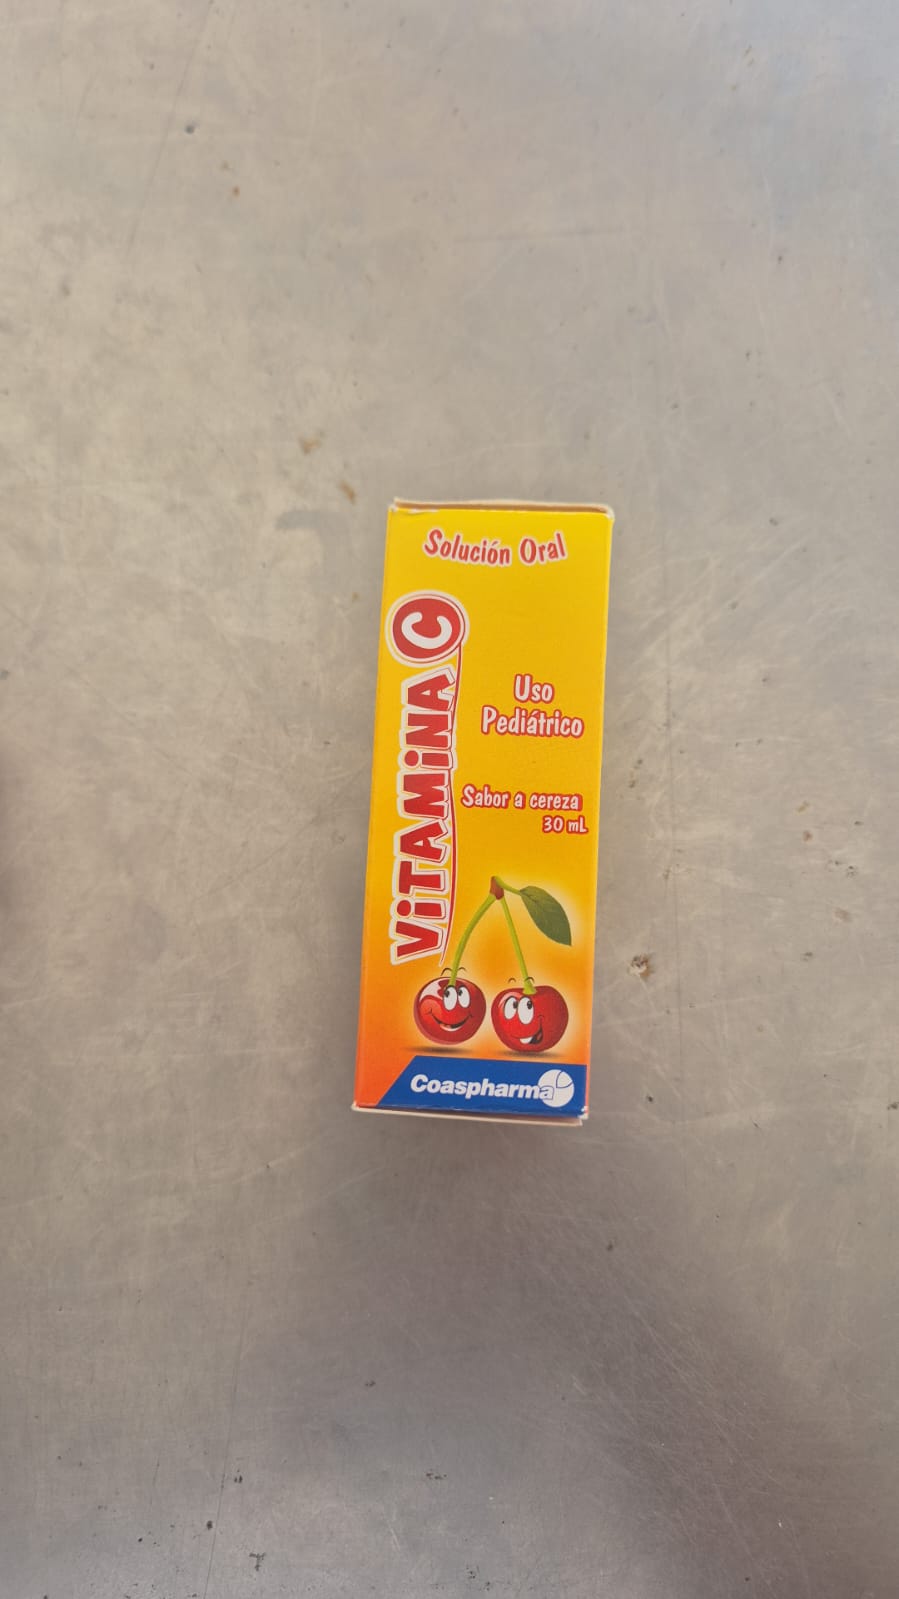 Solución Oral
VITAMINA C
Uso
Pediátrico
Sabor a cereza
30 mL
Coaspharma